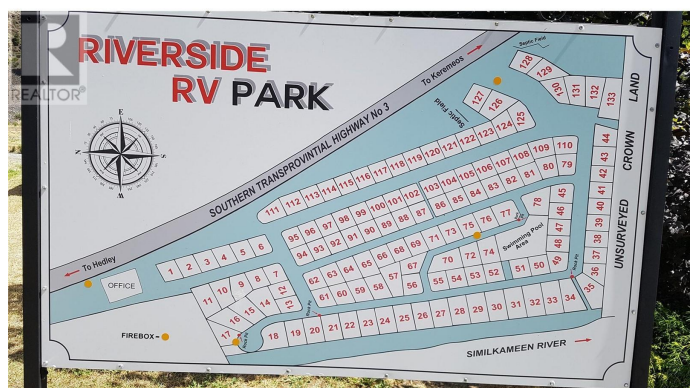 RIVERSIDE
RV PARK
R
REALTOR®
SOUTHERN TRANSPROVINTIAL HIGHWAY No 3
To Keremeos
Septic Field
128 129 130 131 132 133
127 126
Septic Field
UNSURVEYED CROWN LAND
111 112 113 114 115 116 117 118 119 120 121 122 123 124 125
95 96 97 98 99 100 101 102 103 104 105 106 107 108 109 110
94 93 92 91 90 89 88 87 86 85 84 83 82 81 80 79
44
43
42
41
40
39
38
37
36
35
To Hedley
OFFICE
1 2 3 4 5 6
62 63 64 65 66 68 69 71 73 75 76 77
78
45
46
47
48
49
61 60 59 58 57 67 56
70 72 74
55 54 53 52
Swimming Pool
Area
51 50
11 10 9 8 7
17 16 15 14 12
13
FIREBOX
18 19 20 21 22 23 24 25 26 27 28 29 30 31 32 33 34
SIMILKAMEEN RIVER